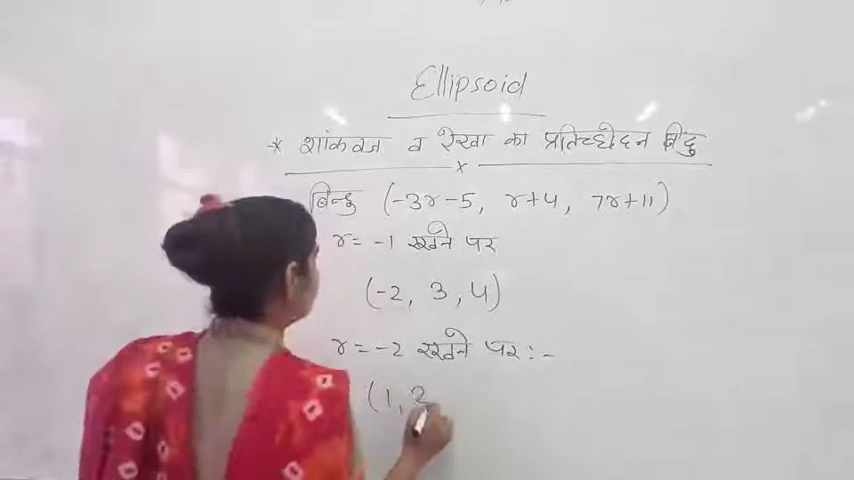 Ellipsoid
* शांकवज व रेखा का प्रतिच्छेदन बिंदु
बिन्दु (-3r-5, r+4, 7r+11)
r = -1 रखने पर
(-2, 3, 4)
r = -2 रखने पर :-
(1, 2